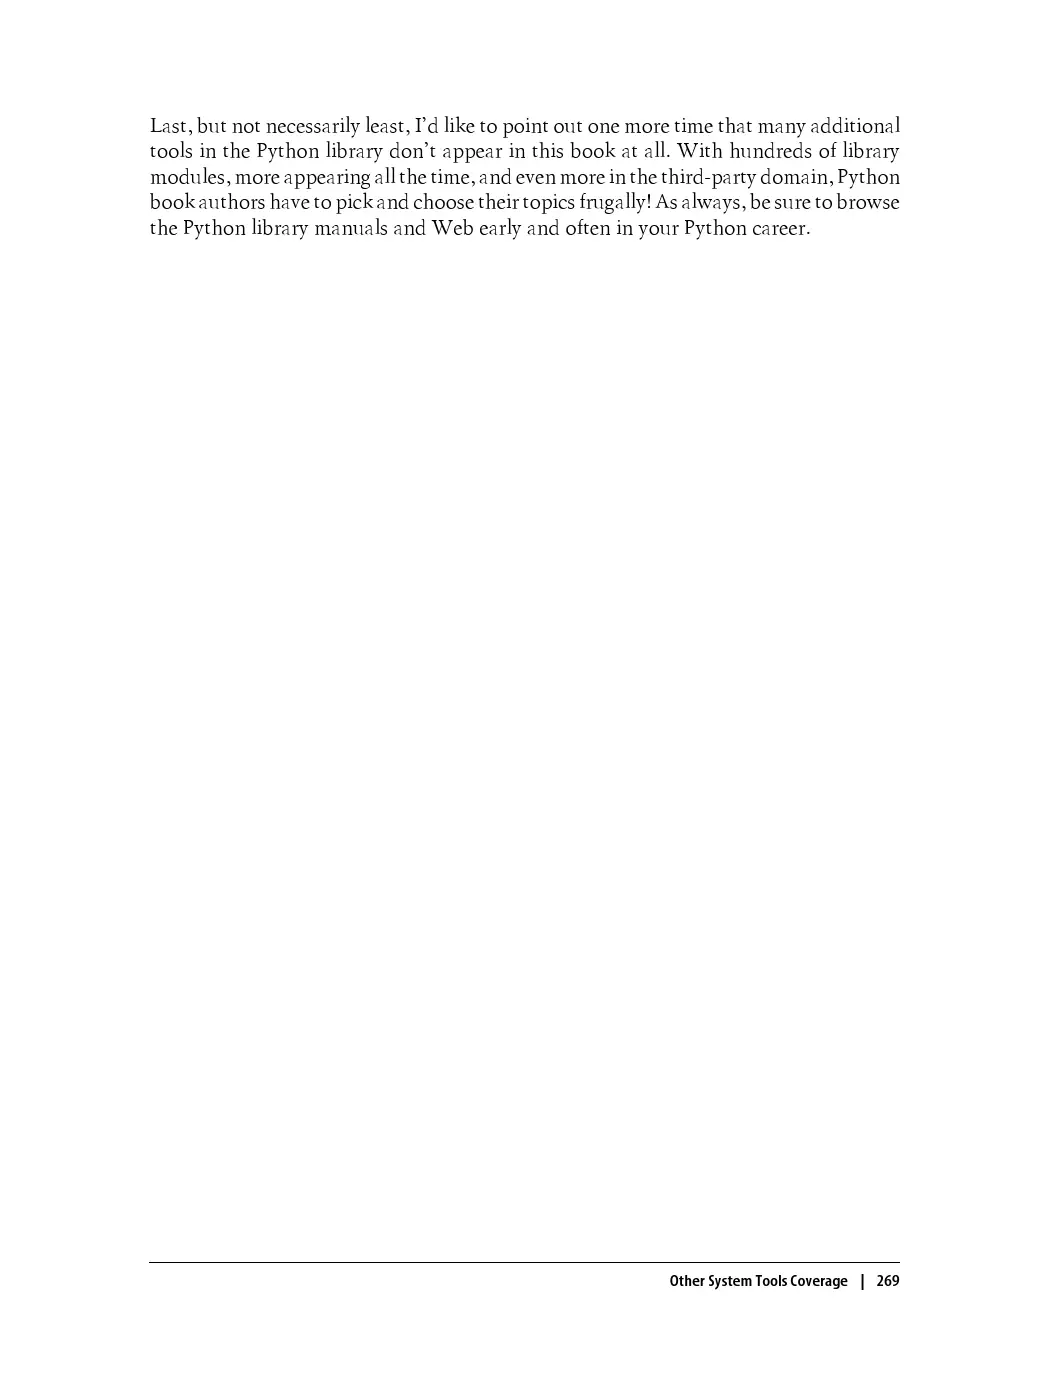 Last, but not necessarily least, I’d like to point out one more time that many additional
tools in the Python library don’t appear in this book at all. With hundreds of library
modules, more appearing all the time, and even more in the third-party domain, Python
book authors have to pick and choose their topics frugally! As always, be sure to browse
the Python library manuals and Web early and often in your Python career.
Other System Tools Coverage | 269